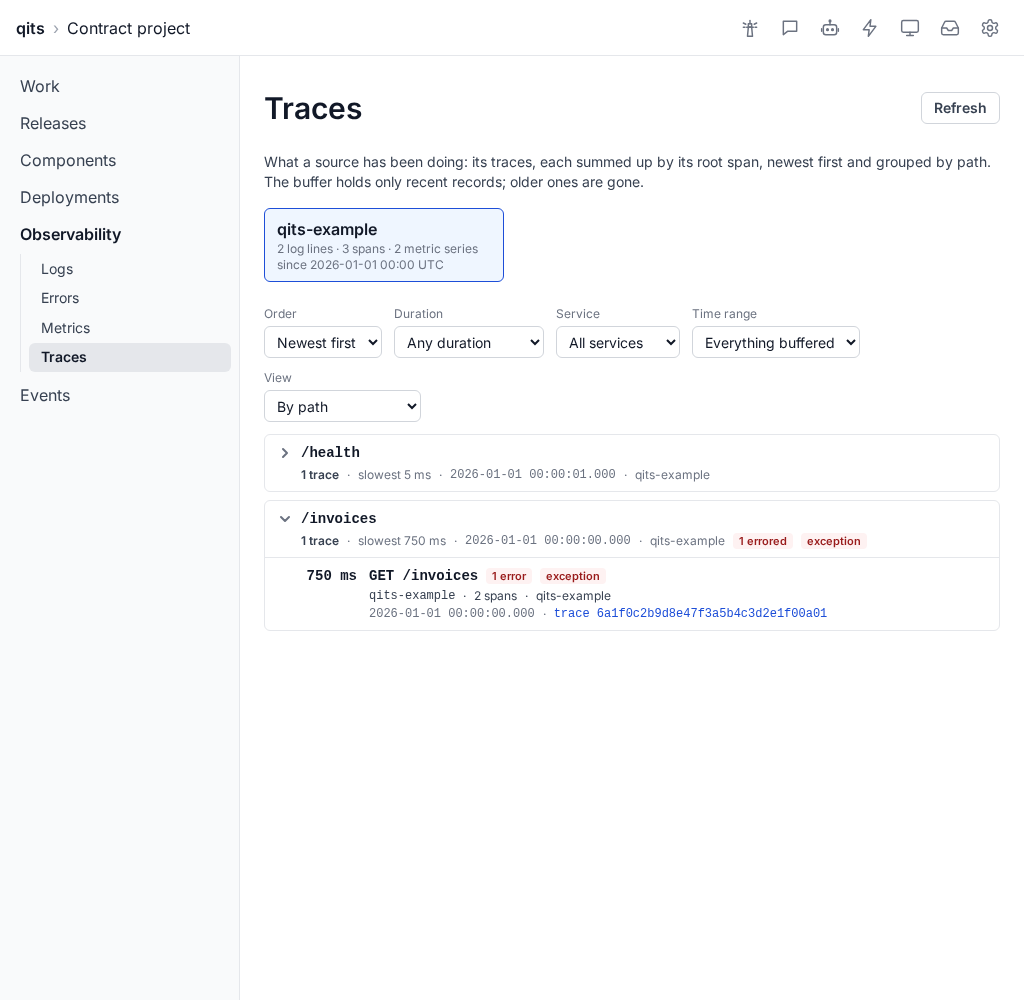 qits › Contract project
Work
Releases
Components
Deployments
Observability
Logs
Errors
Metrics
Traces
Events
Traces
Refresh
What a source has been doing: its traces, each summed up by its root span, newest first and grouped by path.
The buffer holds only recent records; older ones are gone.
qits-example
2 log lines · 3 spans · 2 metric series
since 2026-01-01 00:00 UTC
Order Duration Service Time range
Newest first Any duration All services Everything buffered
View
By path
/health
1 trace · slowest 5 ms · 2026-01-01 00:00:01.000 · qits-example
/invoices
1 trace · slowest 750 ms · 2026-01-01 00:00:00.000 · qits-example 1 errored exception
750 ms GET /invoices 1 error exception
qits-example · 2 spans · qits-example
2026-01-01 00:00:00.000 · trace 6a1f0c2b9d8e47f3a5b4c3d2e1f00a01